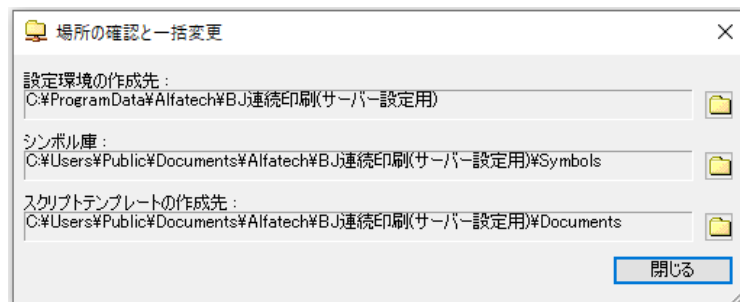 場所の確認と一括変更
設定環境の作成先：
C:¥ProgramData¥Alfatech¥BJ連続印刷(サーバー設定用)
シンボル庫：
C:¥Users¥Public¥Documents¥Alfatech¥BJ連続印刷(サーバー設定用)¥Symbols
スクリプトテンプレートの作成先：
C:¥Users¥Public¥Documents¥Alfatech¥BJ連続印刷(サーバー設定用)¥Documents
閉じる